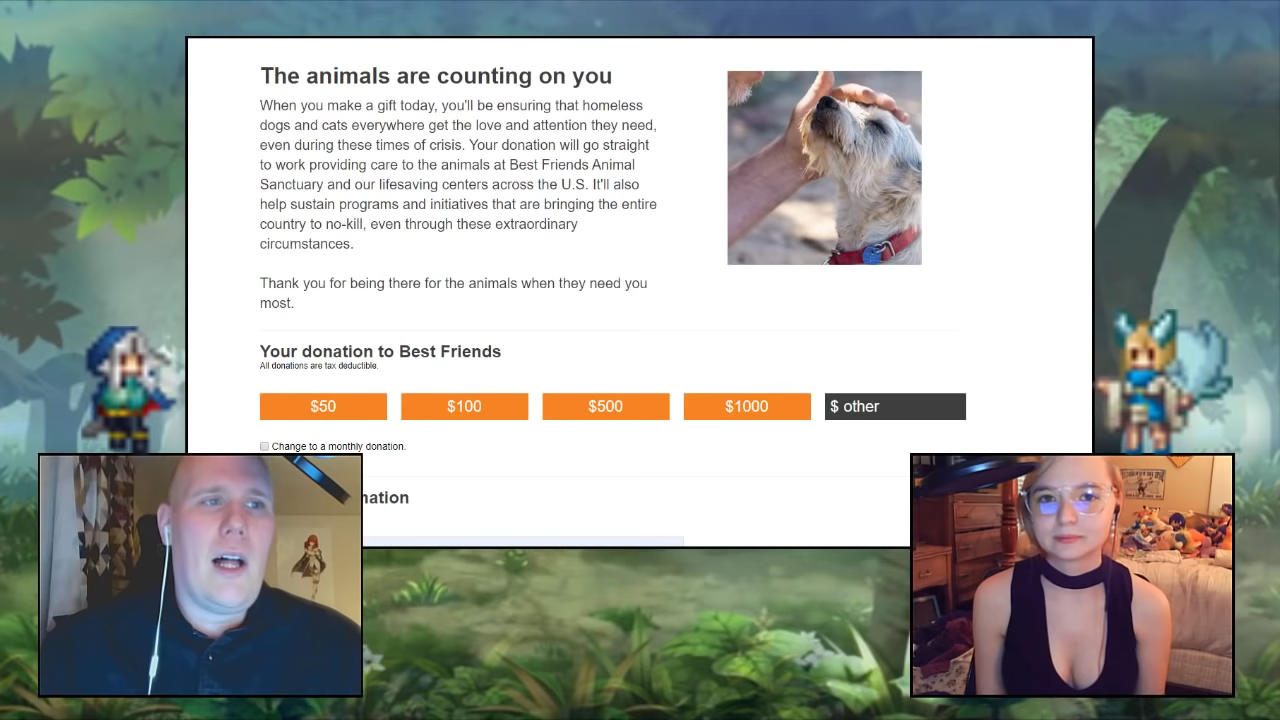 The animals are counting on you
When you make a gift today, you'll be ensuring that homeless
dogs and cats everywhere get the love and attention they need,
even during these times of crisis. Your donation will go straight
to work providing care to the animals at Best Friends Animal
Sanctuary and our lifesaving centers across the U.S. It'll also
help sustain programs and initiatives that are bringing the entire
country to no-kill, even through these extraordinary
circumstances.
Thank you for being there for the animals when they need you
most.
Your donation to Best Friends
All donations are tax deductible.
$50 $100 $500 $1000 $ other
Change to a monthly donation.